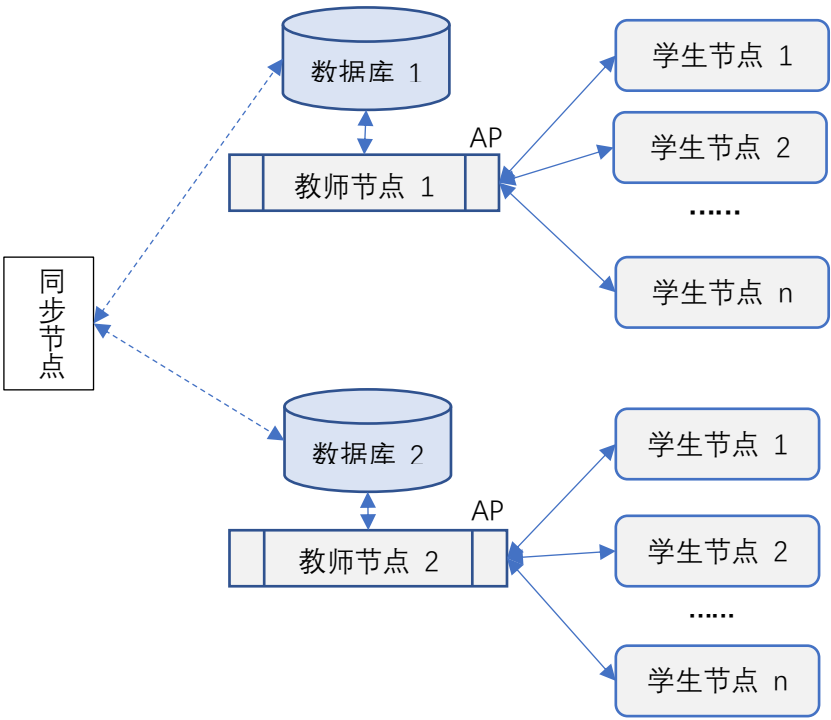 数据库 1
AP
教师节点 1
学生节点 1
学生节点 2
……
学生节点 n
同步节点
数据库 2
AP
教师节点 2
学生节点 1
学生节点 2
……
学生节点 n